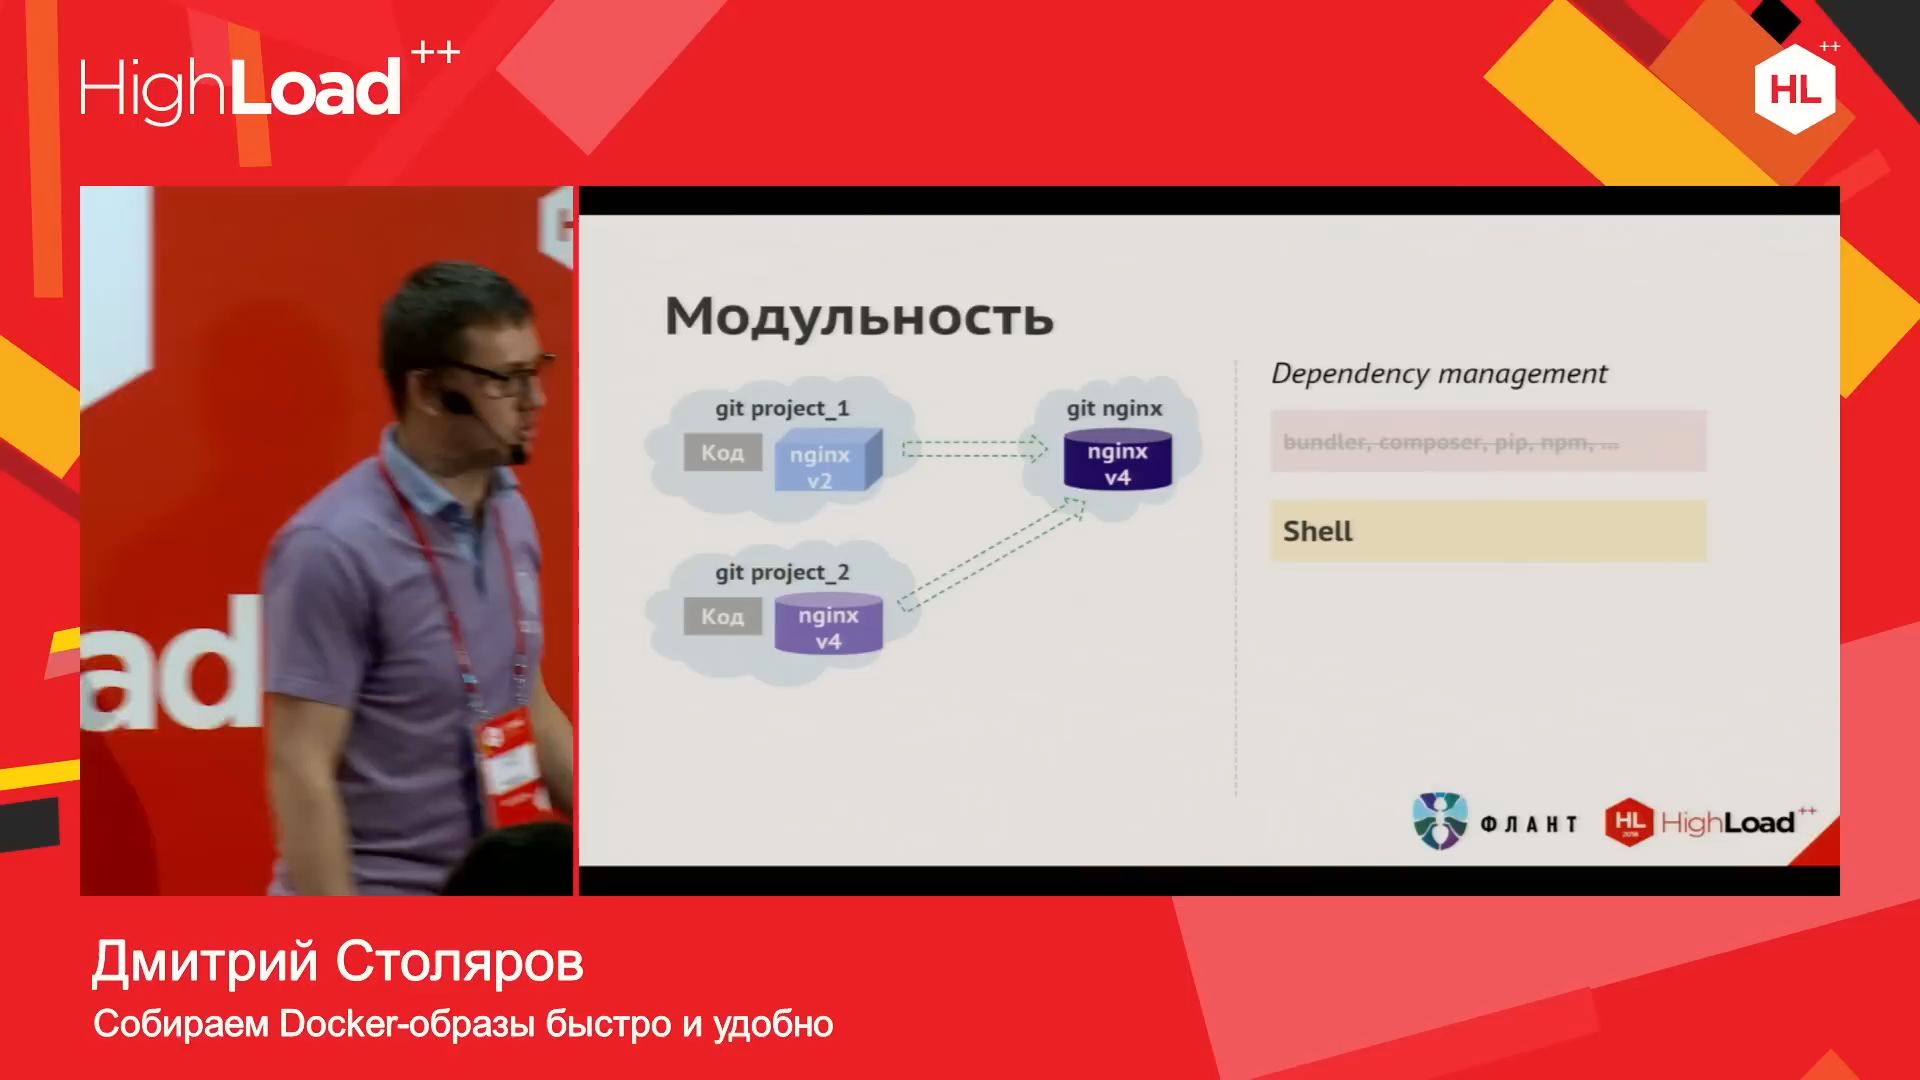 HighLoad++
HL++
ad
Модульность
git project_1
Код
nginx
v2
git nginx
nginx
v4
git project_2
Код
nginx
v4
Dependency management
bundler, composer, pip, npm, ...
Shell
ФЛАНТ
HL
HighLoad++
Дмитрий Столяров
Собираем Docker-образы быстро и удобно